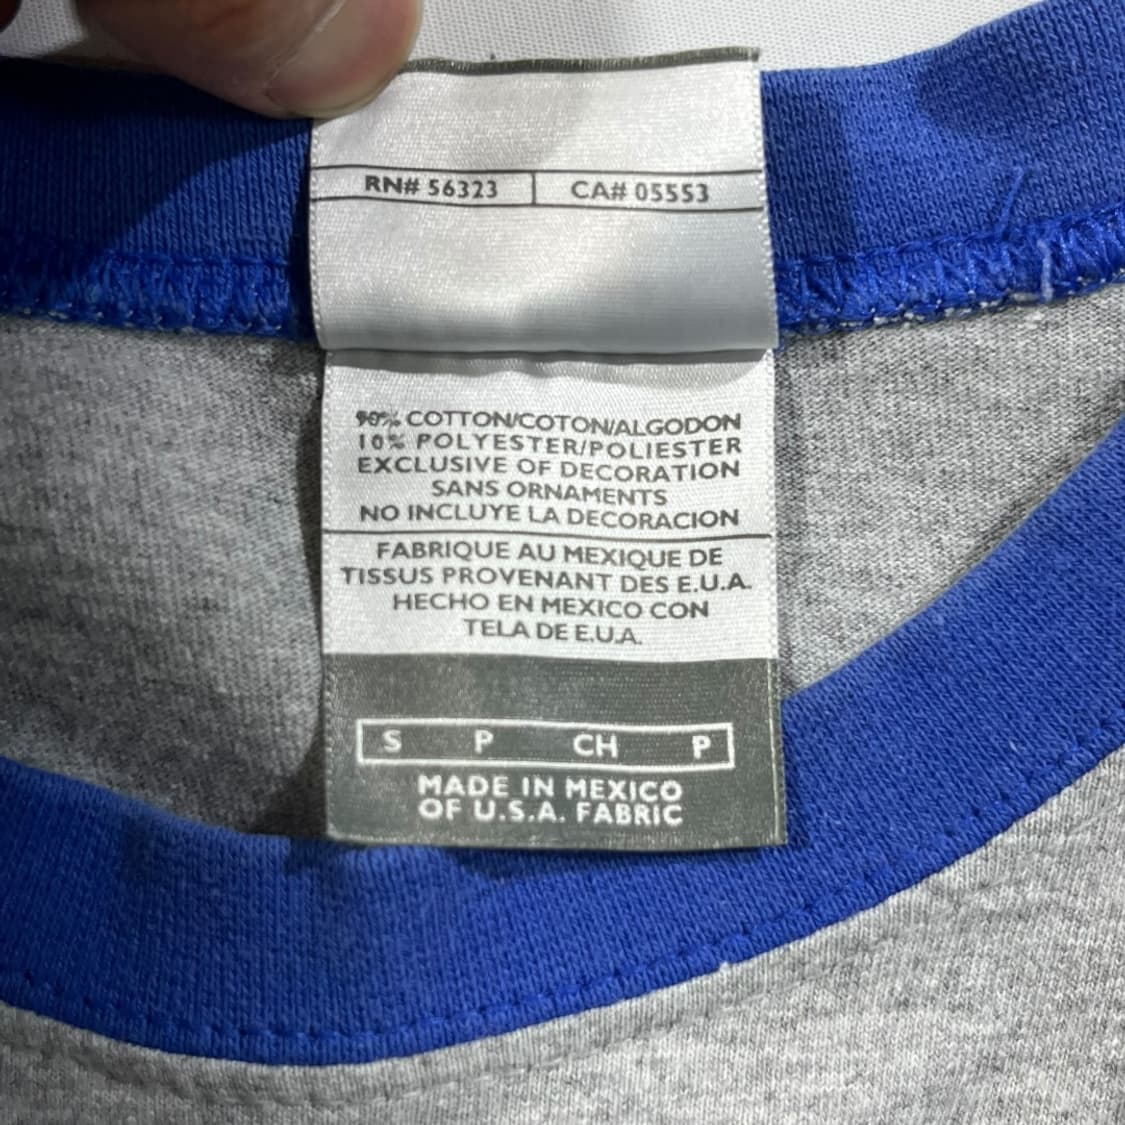 RN# 56323 CA# 05553
90% COTTON/COTON/ALGODON
10% POLYESTER/POLIESTER
EXCLUSIVE OF DECORATION
SANS ORNAMENTS
NO INCLUYE LA DECORACION
FABRIQUE AU MEXIQUE DE
TISSUS PROVENANT DES E.U.A.
HECHO EN MEXICO CON
TELA DE E.U.A.
S P CH P
MADE IN MEXICO
OF U.S.A. FABRIC